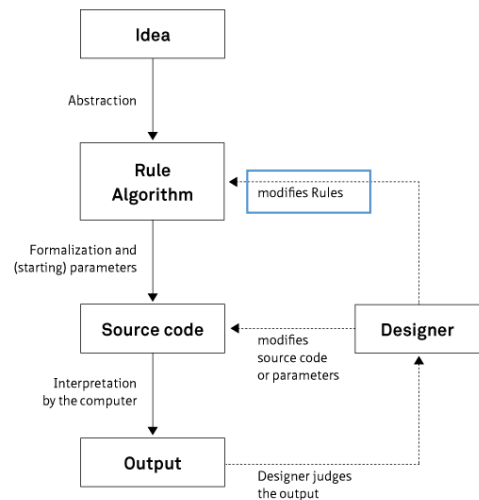 Idea
Abstraction
Rule
Algorithm
modifies Rules
Formalization and
(starting) parameters
Source code
Designer
modifies
source code
or parameters
Interpretation
by the computer
Output
Designer judges
the output